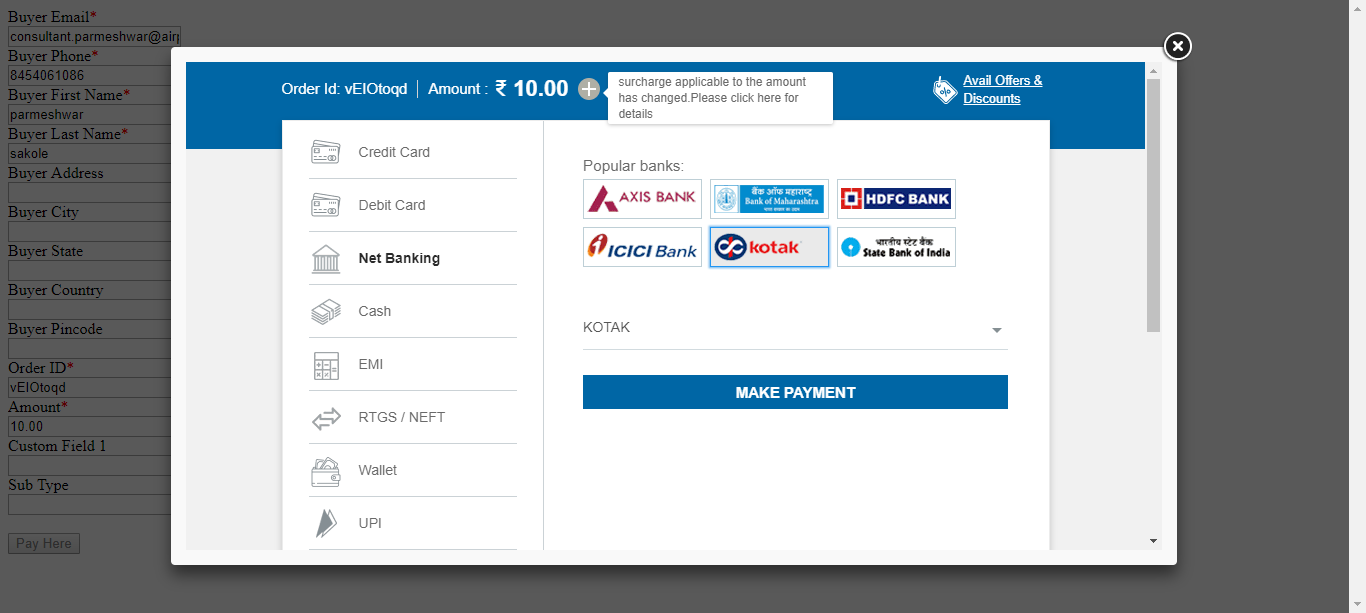 Buyer Email*
consultant.parmeshwar@air
Buyer Phone*
8454061086
Buyer First Name*
parmeshwar
Buyer Last Name*
sakole
Buyer Address
Buyer City
Buyer State
Buyer Country
Buyer Pincode
Order ID*
vEIOtoqd
Amount*
10.00
Custom Field 1
Sub Type
Pay Here
Order Id: vEIOtoqd
Amount : ₹ 10.00
surcharge applicable to the amount
has changed.Please click here for
details
%
Avail Offers &
Discounts
Credit Card
Debit Card
Net Banking
Cash
EMI
RTGS / NEFT
Wallet
UPI
Popular banks:
AXIS BANK
बैंक ऑफ महाराष्ट्र
Bank of Maharashtra
HDFC BANK
ICICI Bank
kotak
भारतीय स्टेट बैंक
State Bank of India
KOTAK
MAKE PAYMENT